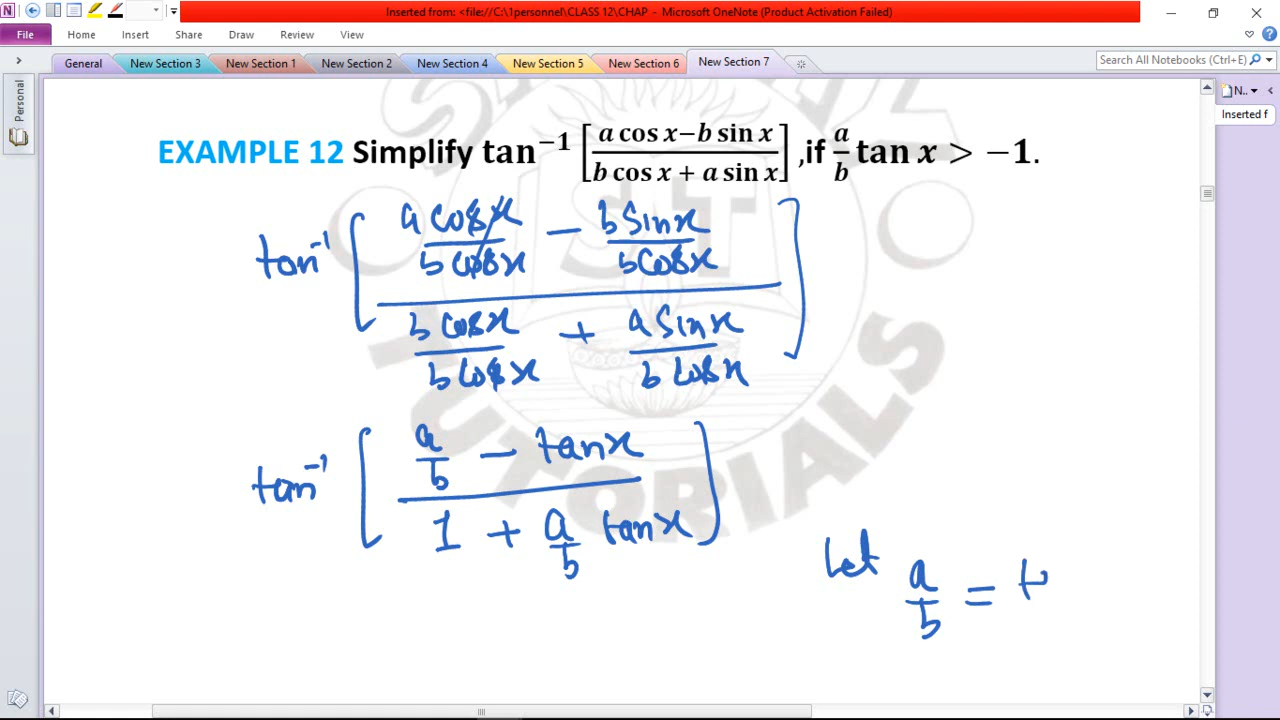 Inserted from: <file://C:\1personnel\CLASS 12\CHAP - Microsoft OneNote (Product Activation Failed)
File Home Insert Share Draw Review View
General New Section 3 New Section 1 New Section 2 New Section 4 New Section 5 New Section 6 New Section 7 Search All Notebooks (Ctrl+E)
Personal
N..
Inserted f
EXAMPLE 12 Simplify tan⁻¹ [a cos x−b sin x / b cos x + a sin x] ,if a/b tan x > −1.
tan⁻¹ [ a cos x / b cos x − b sin x / b cos x
b cos x / b cos x + a sin x / b cos x ]
tan⁻¹ [ a/b − tan x
1 + a/b tan x ]
let a/b = t
TUTORIALS